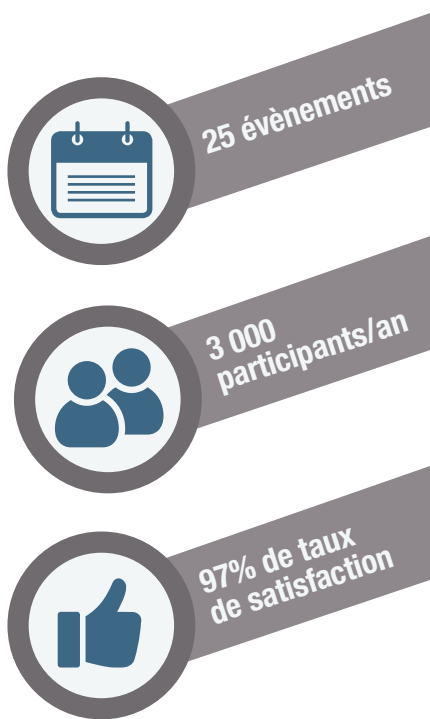 25 évènements
3 000
participants/an
97% de taux
de satisfaction